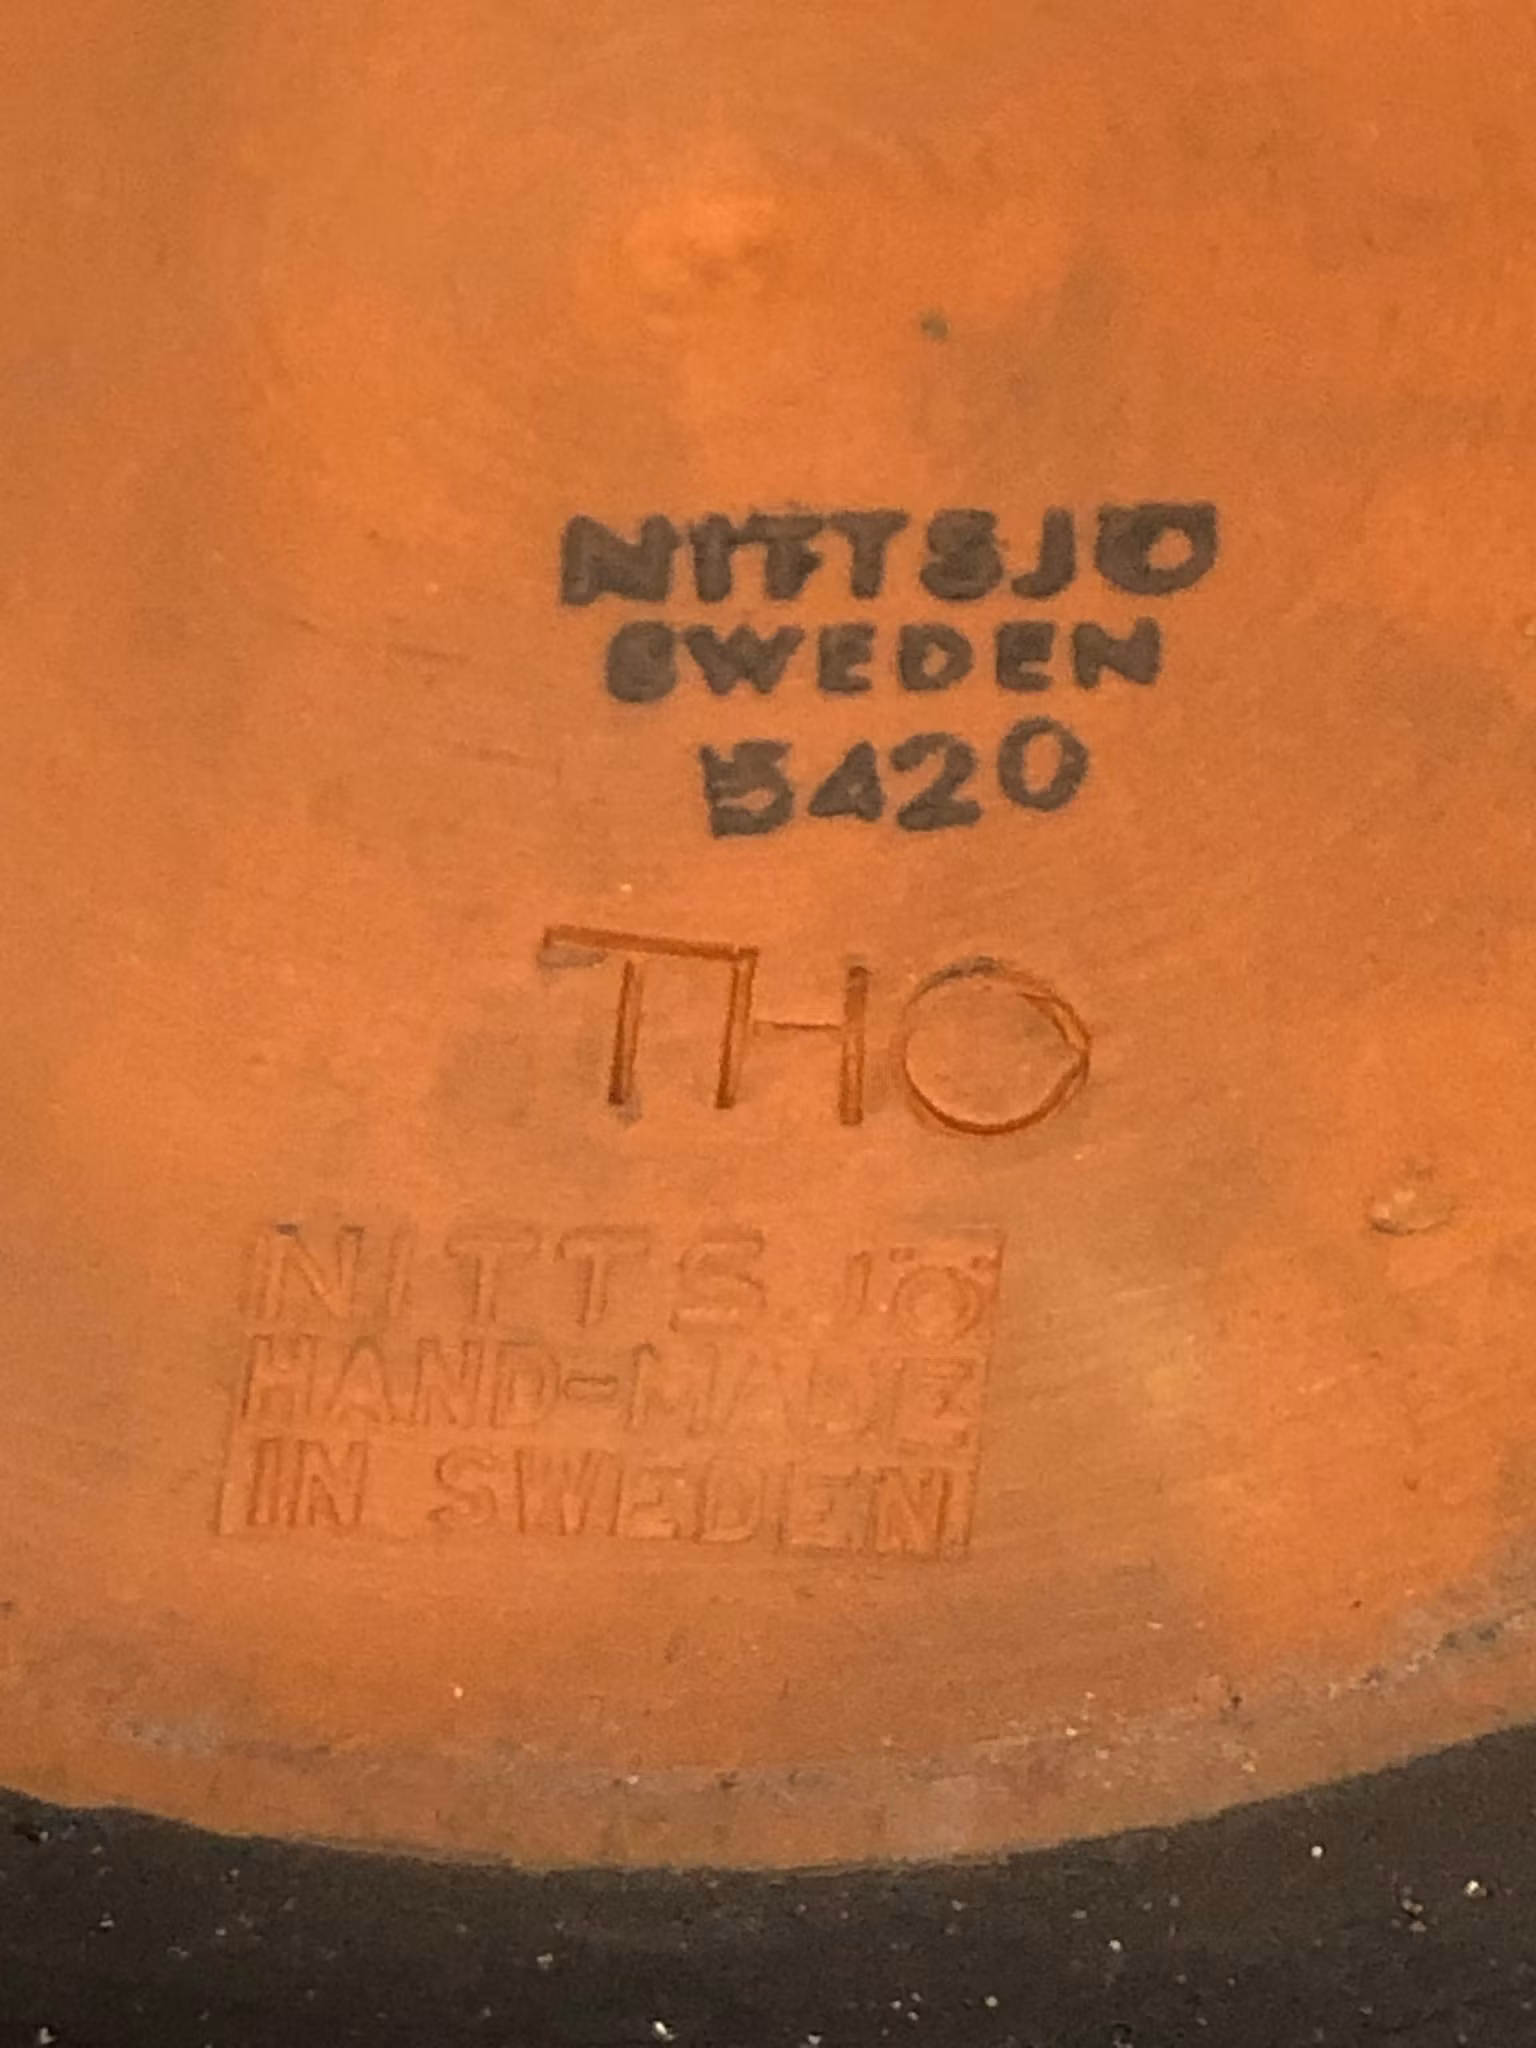 NITTSJÖ
SWEDEN
5420
THO
NITTSJÖ
HAND-MADE
IN SWEDEN